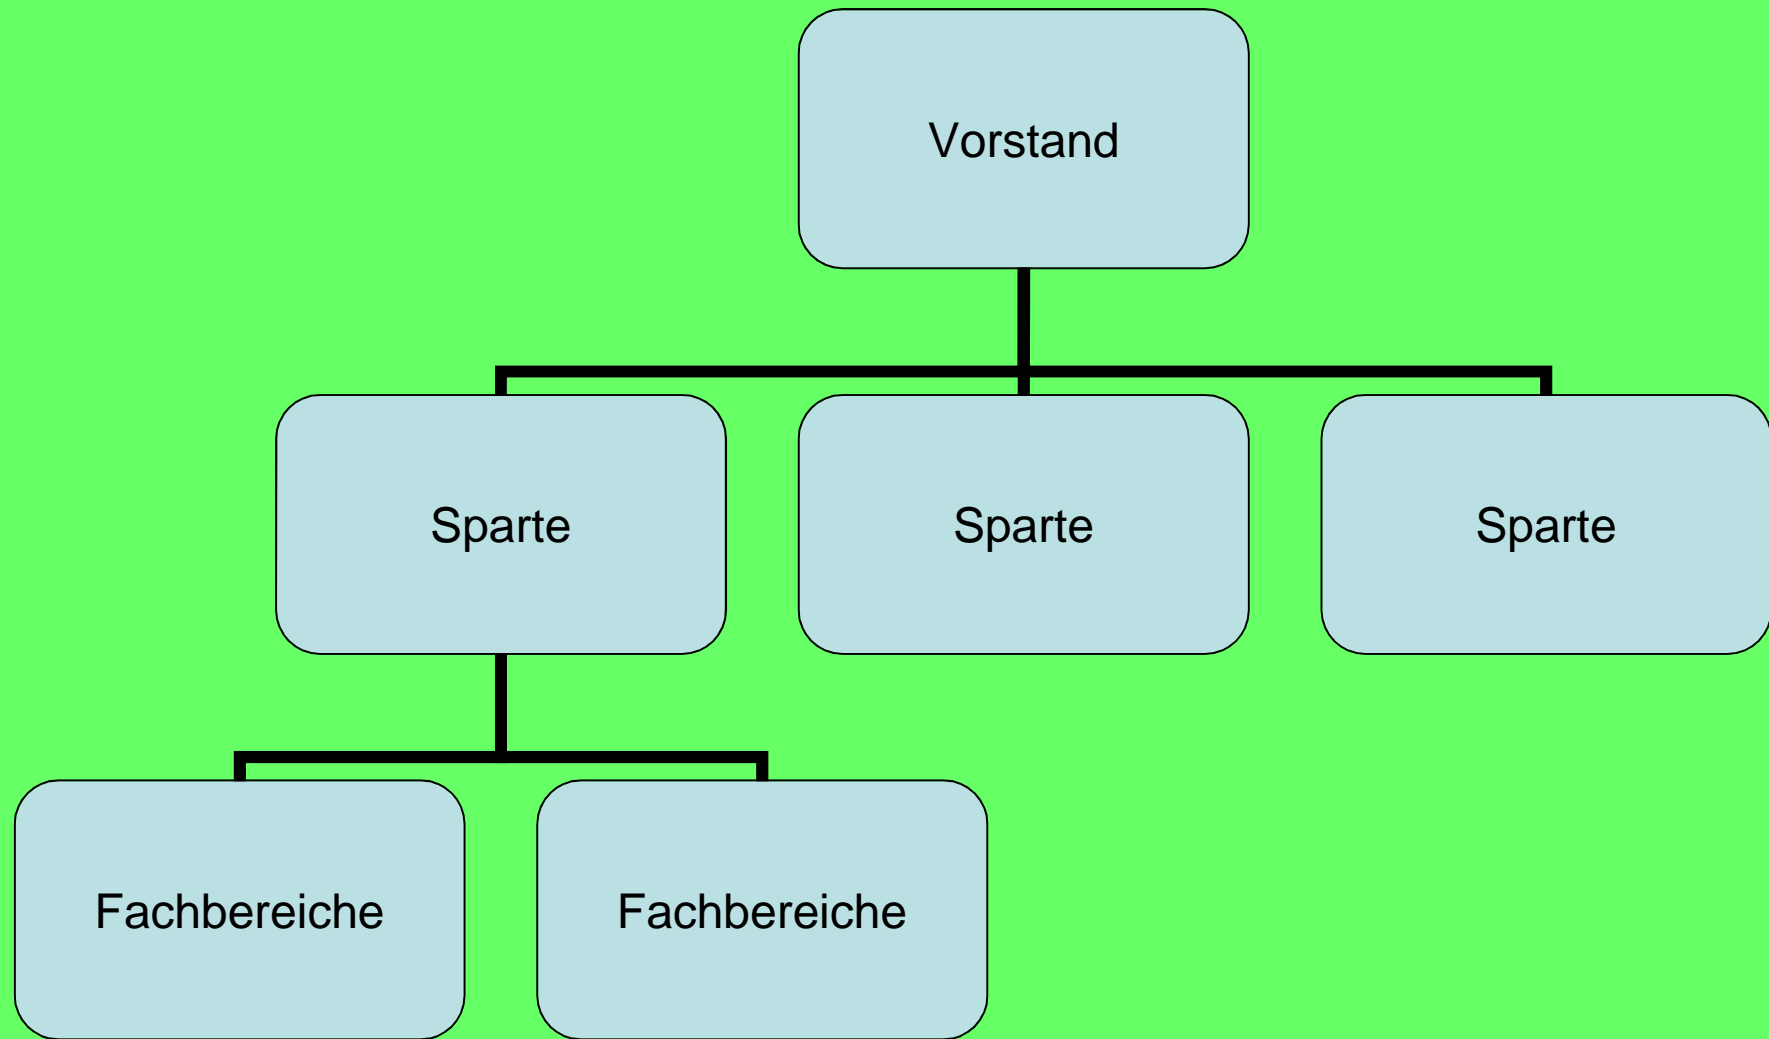 Vorstand
Sparte
Sparte
Sparte
Fachbereiche
Fachbereiche